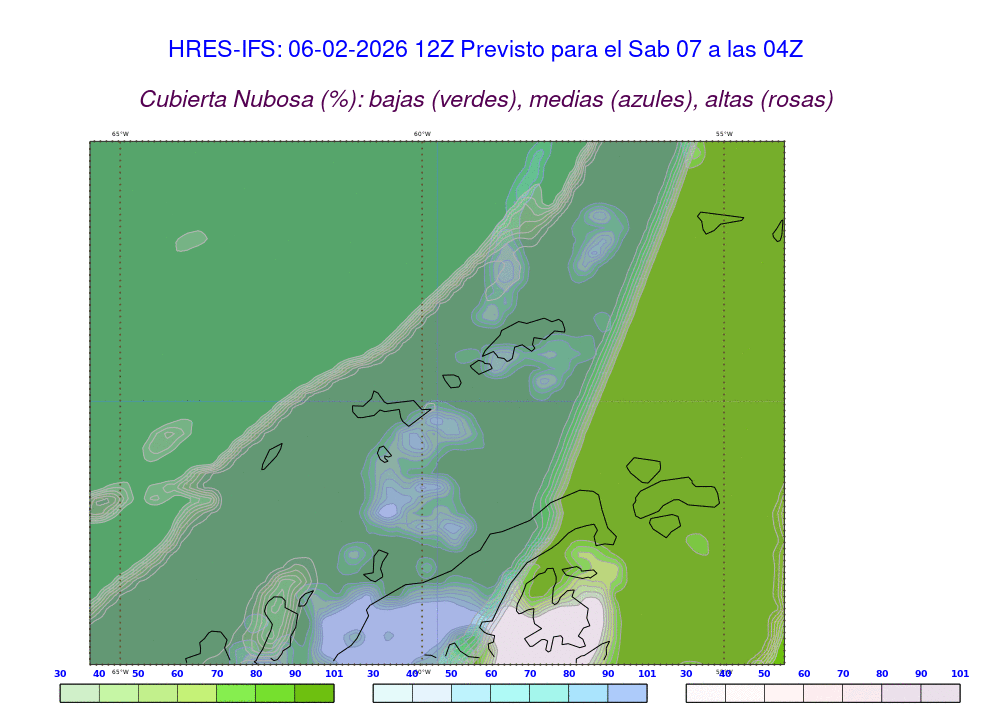 HRES-IFS: 06-02-2026 12Z Previsto para el Sab 07 a las 04Z
Cubierta Nubosa (%): bajas (verdes), medias (azules), altas (rosas)
65°W 60°W 55°W
65°W
30 40 50 60 70 80 90 101 30 40 50 60 70 80 90 101 30 40 50 60 70 80 90 101